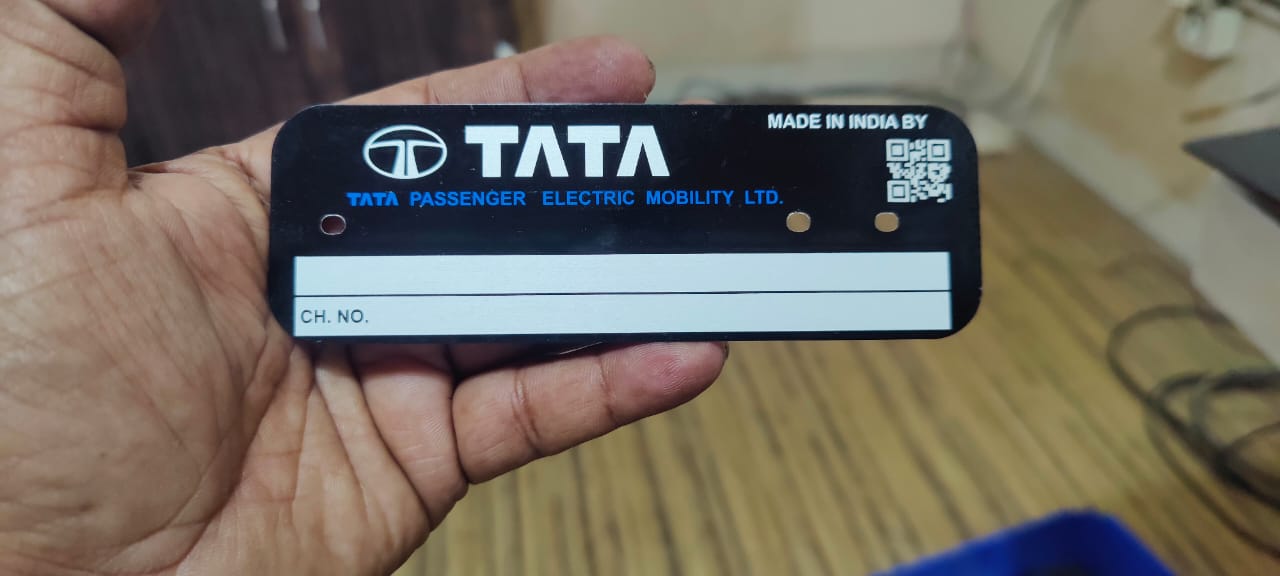 TATA
MADE IN INDIA BY
TATA PASSENGER ELECTRIC MOBILITY LTD.
CH. NO.